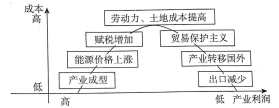 成本
高
劳动力、土地成本提高
赋税增加
贸易保护主义
能源价格上涨
产业转移国外
产业成型
出口减少
低
高
低
产业利润